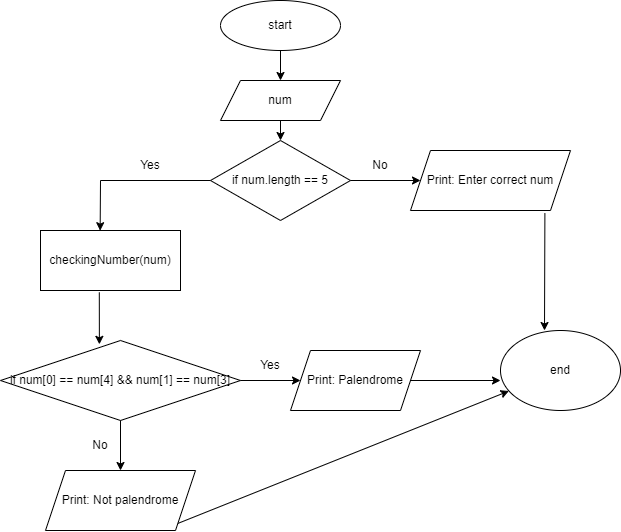 start
num
Yes
if num.length == 5
No
Print: Enter correct num
checkingNumber(num)
if num[0] == num[4] && num[1] == num[3]
Yes
Print: Palendrome
end
No
Print: Not palendrome